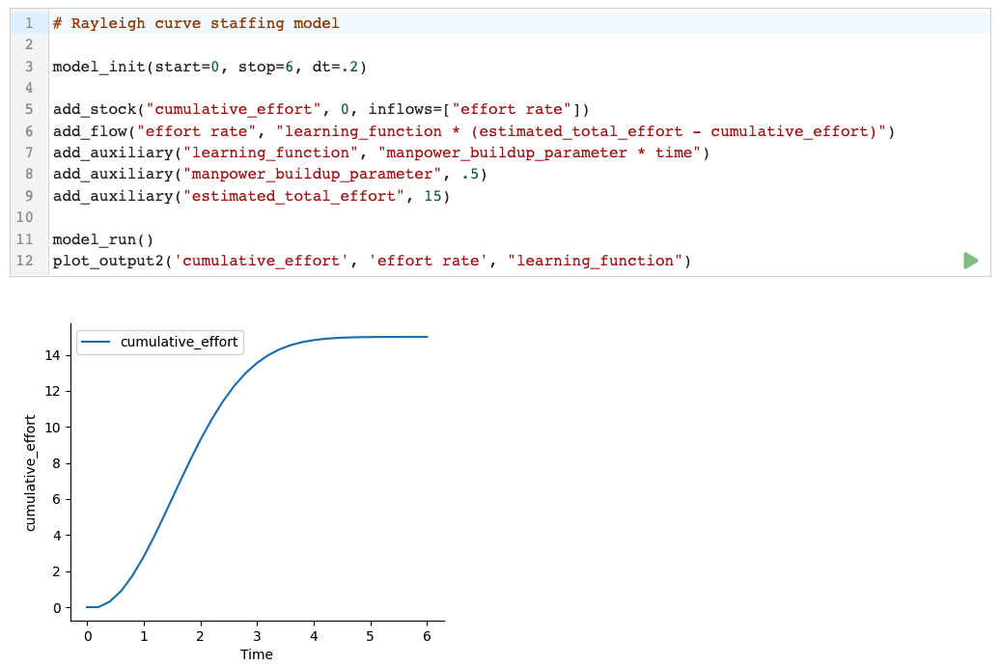 1 # Rayleigh curve staffing model
2
3 model_init(start=0, stop=6, dt=.2)
4
5 add_stock("cumulative_effort", 0, inflows=["effort rate"])
6 add_flow("effort rate", "learning_function * (estimated_total_effort - cumulative_effort)")
7 add_auxiliary("learning_function", "manpower_buildup_parameter * time")
8 add_auxiliary("manpower_buildup_parameter", .5)
9 add_auxiliary("estimated_total_effort", 15)
10
11 model_run()
12 plot_output2('cumulative_effort', 'effort rate', "learning_function")
cumulative_effort
14
12
10
8
6
4
2
0
cumulative_effort
0 1 2 3 4 5 6
Time